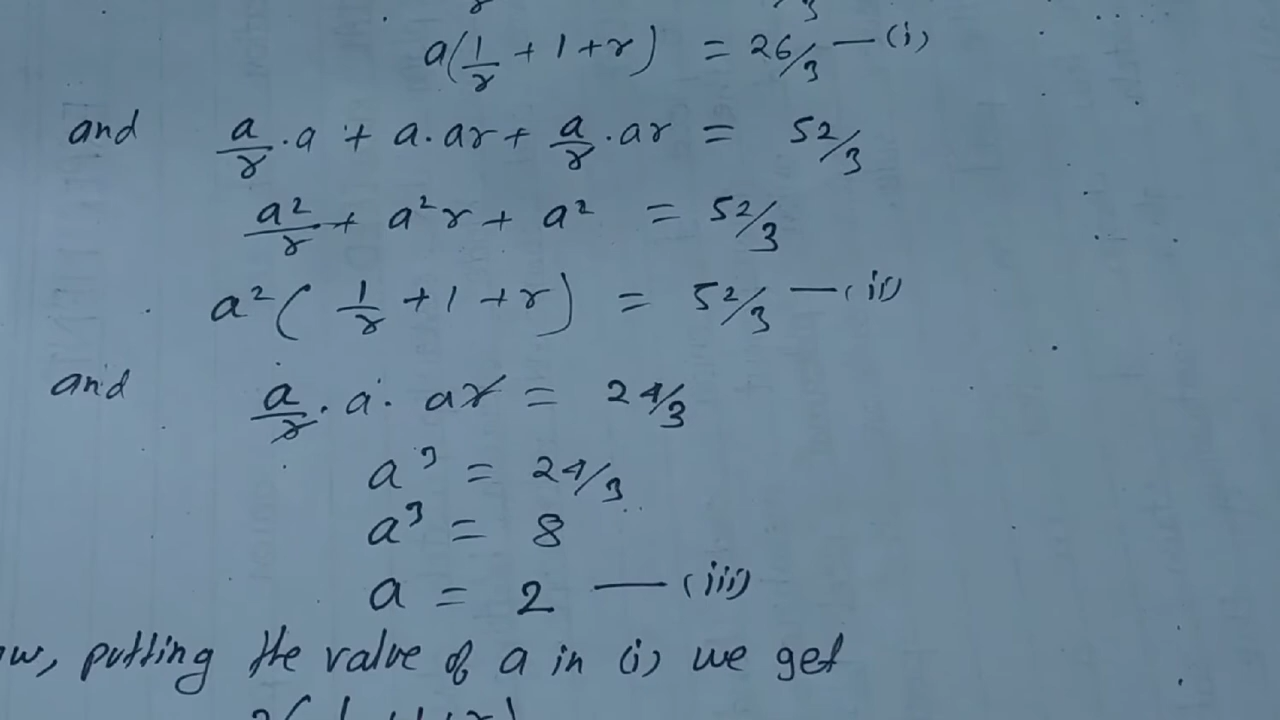 a(1/r + 1 + r) = 26/3 — (i)
and a/r · a + a · ar + a/r · ar = 52/3
a²/r + a²r + a² = 52/3
a² ( 1/r + 1 + r) = 52/3 — (ii)
and a/r · a · ar = 24/3
a³ = 24/3
a³ = 8
a = 2 — (iii)
ow, putting the value of a in (i) we get